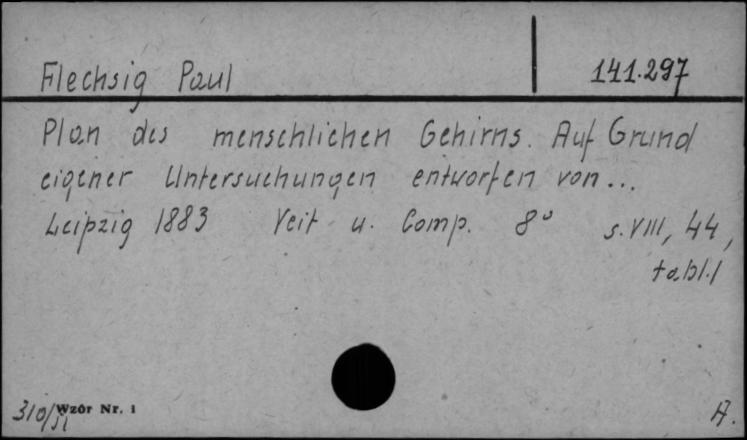 Flechsig Paul 141.297
Plan des menschlichen Gehirns. Auf Grund
eigener Untersuchungen entworfen von...
Leipzig 1883 Veit u. Comp. 8° s. VIII, 44,
tabl. 1
310/51 Wzór Nr. 1 A.